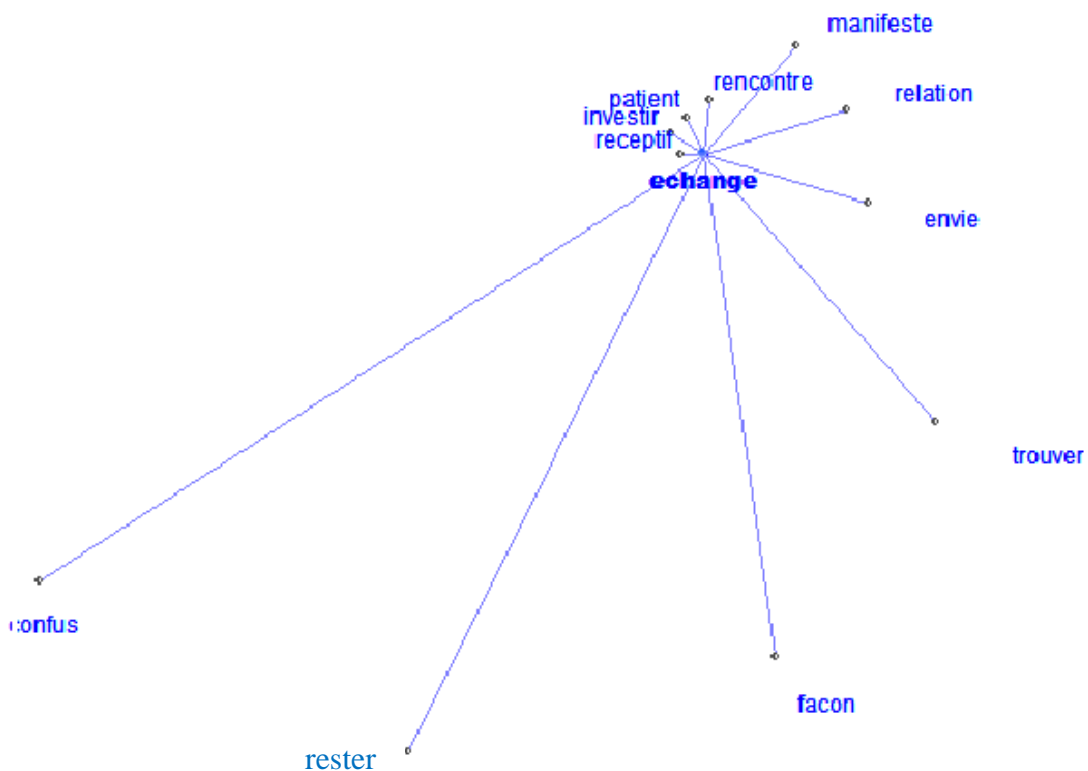 manifeste
rencontre
relation
patient
investir
receptif
echange
envie
trouver
confus
facon
rester